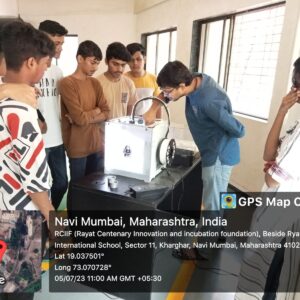 GPS Map C
Navi Mumbai, Maharashtra, India
RCIIF (Rayat Centenary Innovation and incubation foundation), Beside Rya
International School, Sector 11, Kharghar, Navi Mumbai, Maharashtra 4102
Lat 19.037501°
Long 73.070728°
05/07/23 11:00 AM GMT +05:30